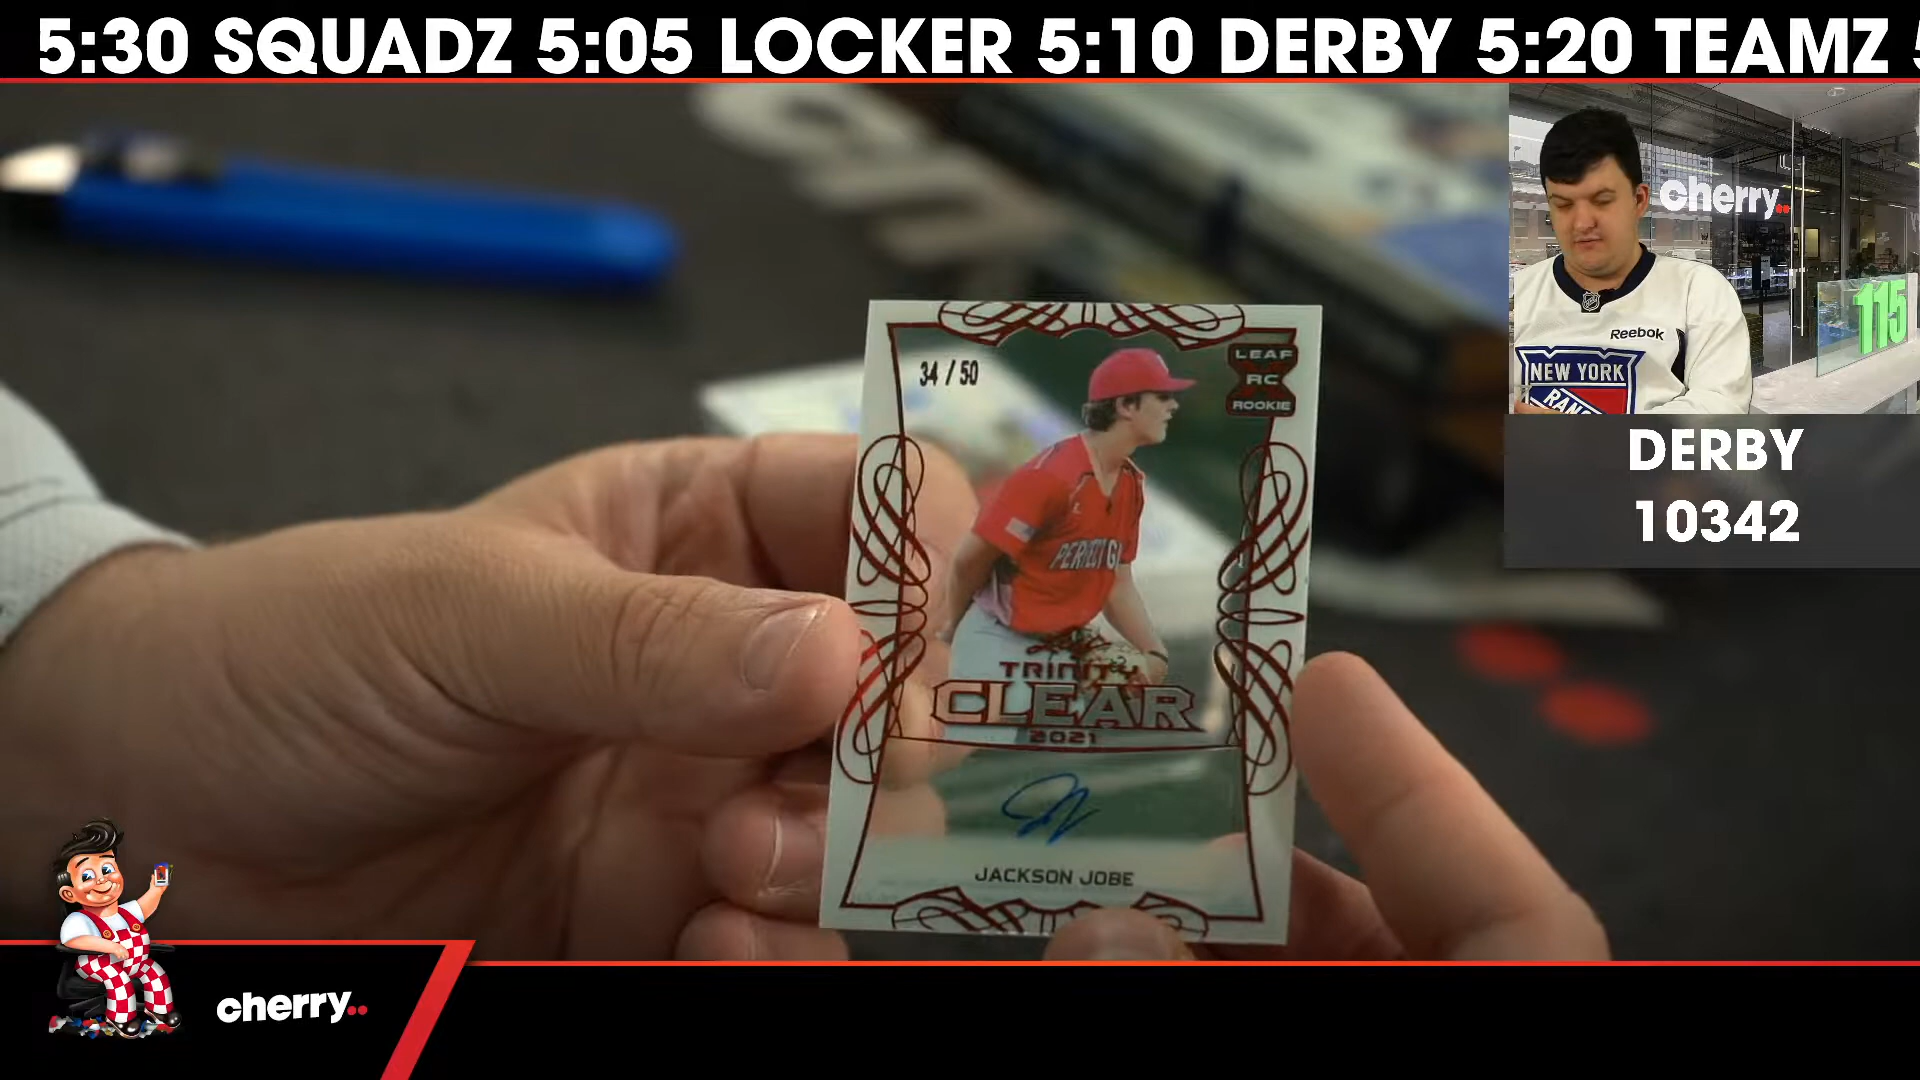 5:30 SQUADZ 5:05 LOCKER 5:10 DERBY 5:20 TEAMZ
cherry..
115
Reebok
NEW YORK
DERBY
10342
34 / 50
LEAF
RC
ROOKIE
TRINITY
CLEAR
2021
JACKSON JOBE
cherry..